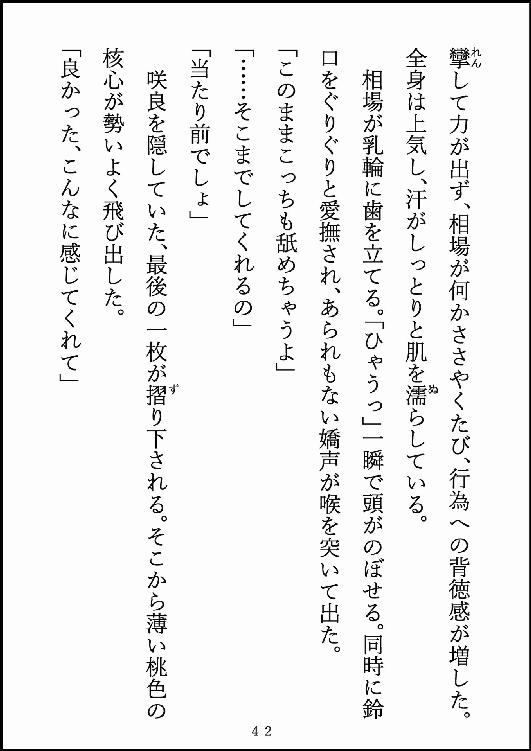 攣して力が出ず、相場が何かささやくたび、行為への背徳感が増した。
全身は上気し、汗がしっとりと肌を濡らしている。
　相場が乳輪に歯を立てる。「ひゃうっ」一瞬で頭がのぼせる。同時に鈴
口をぐりぐりと愛撫され、あられもない嬌声が喉を突いて出た。
「このままこっちも舐めちゃうよ」
「……そこまでしてくれるの」
「当たり前でしょ」
　咲良を隠していた、最後の一枚が摺り下される。そこから薄い桃色の
核心が勢いよく飛び出した。
「良かった、こんなに感じてくれて」
れん
ぬ
ず
42